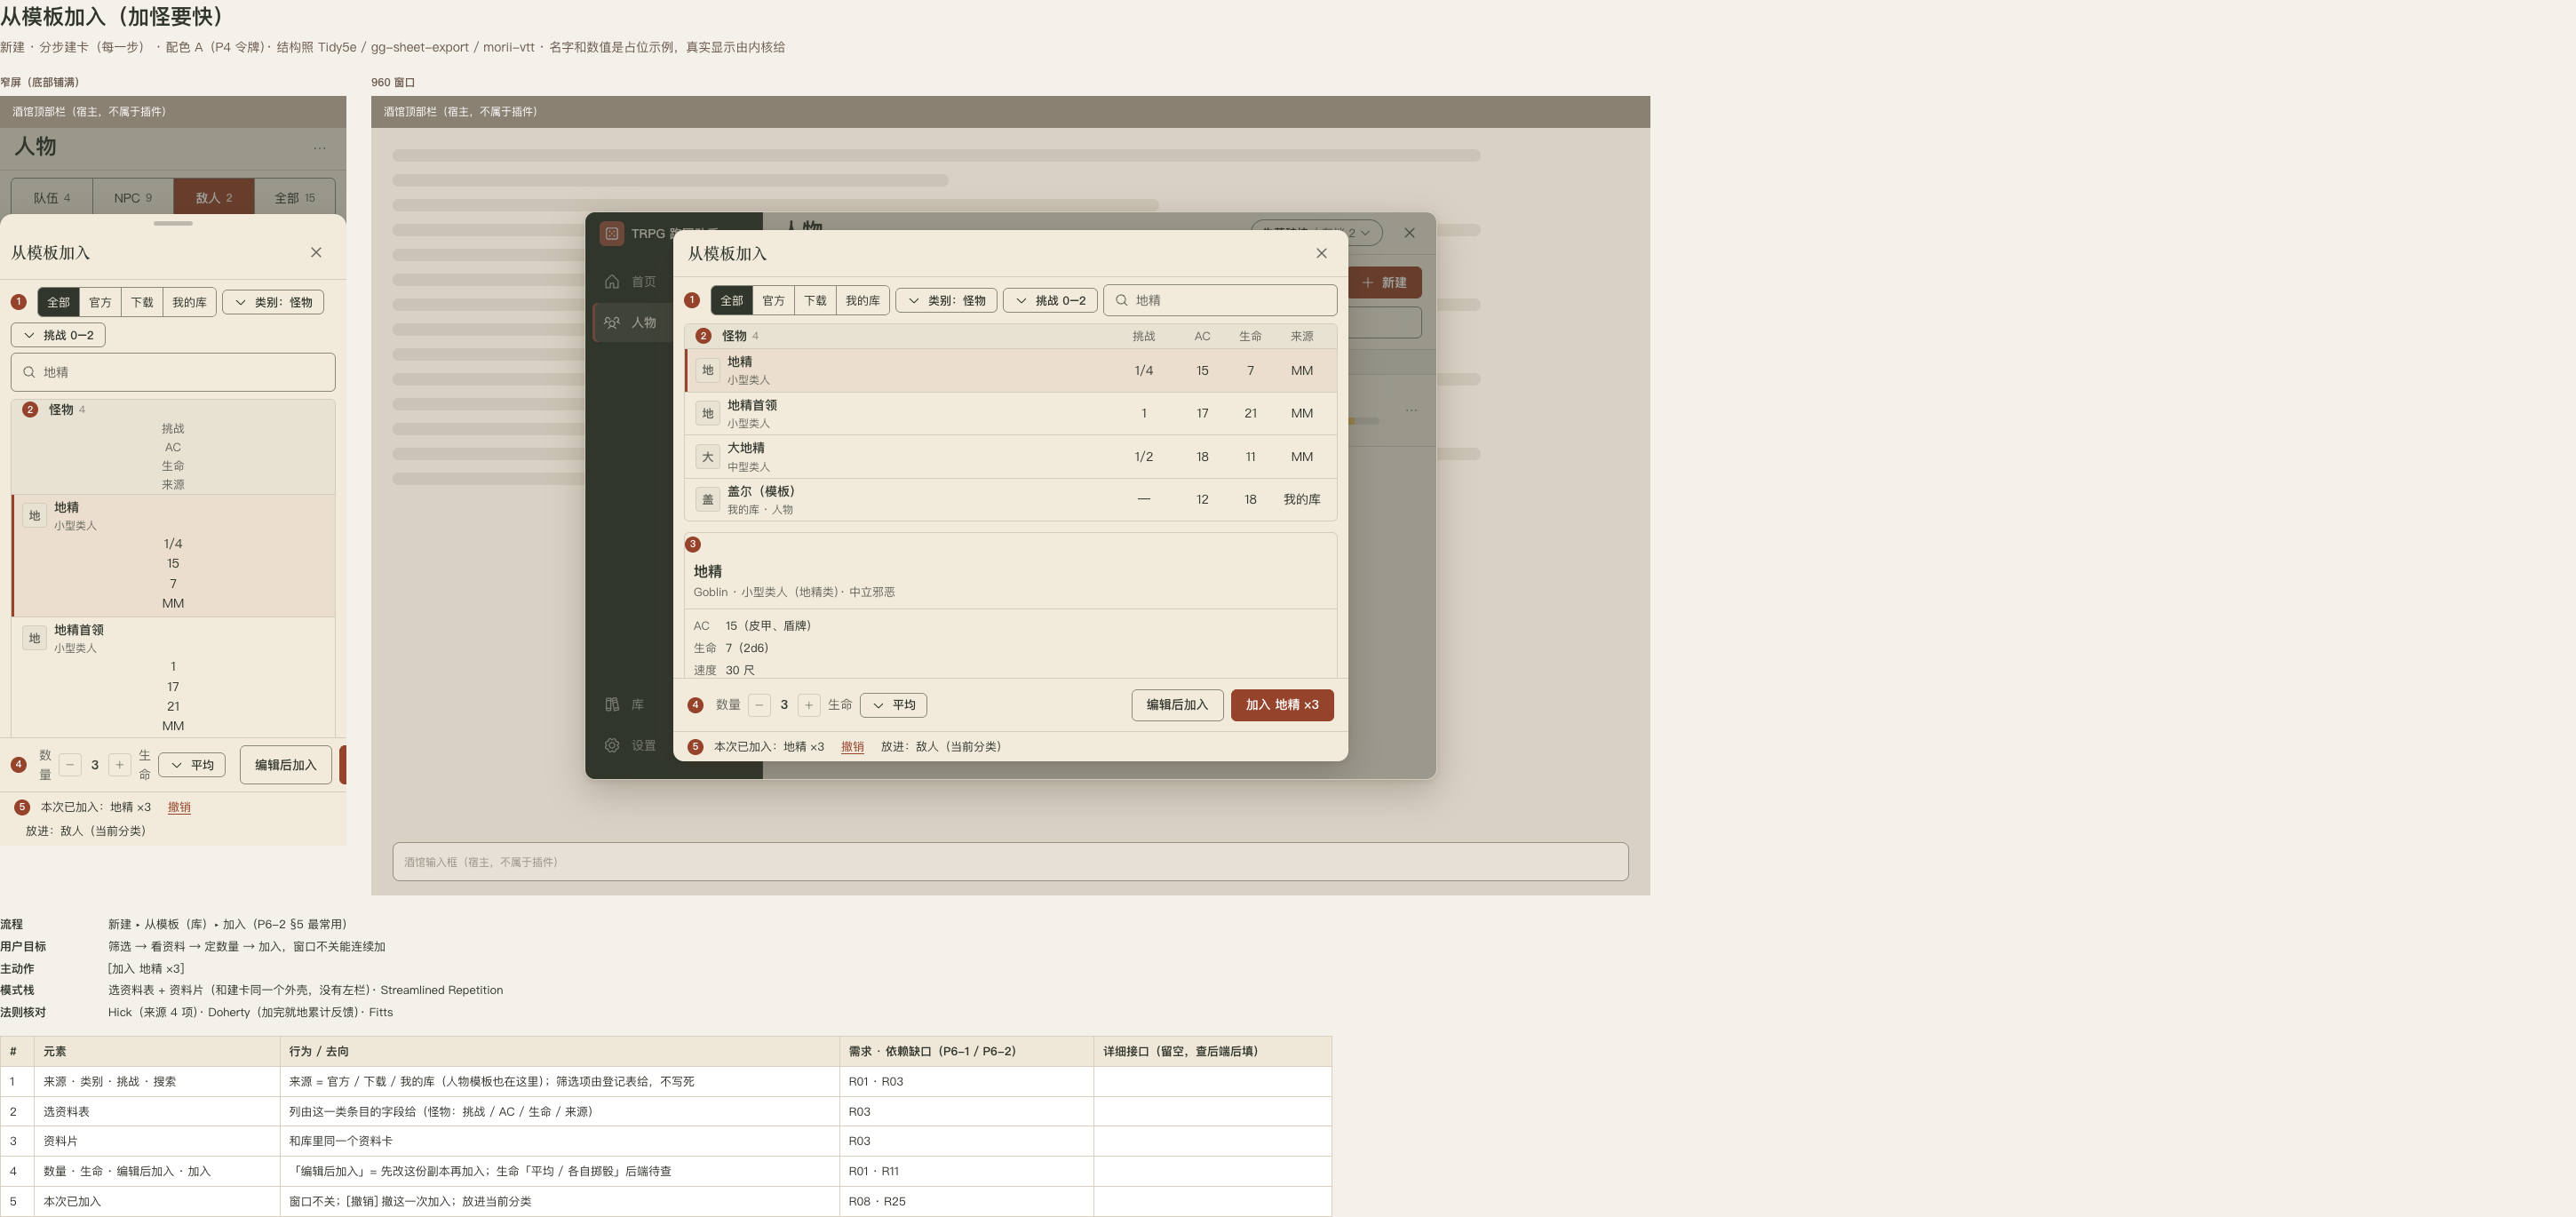 从模板加入（加怪要快）
新建 · 分步建卡（每一步） · 配色 A（P4 令牌）· 结构照 Tidy5e / gg-sheet-export / morii-vtt · 名字和数值是占位示例，真实显示由内核给
窄屏（底部铺满）
酒馆顶部栏（宿主，不属于插件）
人物
…
队伍 4
NPC 9
敌人 2
全部 15
从模板加入
1
全部
官方
下载
我的库
类别：怪物
挑战 0–2
地精
2 怪物 4
挑战
AC
生命
来源
地 地精
小型类人
1/4
15
7
MM
地 地精首领
小型类人
1
17
21
MM
4 数量 − 3 + 生命 平均 编辑后加入
5 本次已加入：地精 ×3 撤销
放进：敌人（当前分类）
960 窗口
酒馆顶部栏（宿主，不属于插件）
TRPG
首页
人物
库
设置
2
+ 新建
…
从模板加入
1 全部 官方 下载 我的库 类别：怪物 挑战 0–2 地精
2 怪物 4 挑战 AC 生命 来源
地 地精 1/4 15 7 MM
小型类人
地 地精首领 1 17 21 MM
小型类人
大 大地精 1/2 18 11 MM
中型类人
盖 盖尔（模板） — 12 18 我的库
我的库 · 人物
3
地精
Goblin · 小型类人（地精类）· 中立邪恶
AC 15（皮甲、盾牌）
生命 7（2d6）
速度 30 尺
4 数量 − 3 + 生命 平均 编辑后加入 加入 地精 ×3
5 本次已加入：地精 ×3 撤销 放进：敌人（当前分类）
酒馆输入框（宿主，不属于插件）
流程 新建 ▸ 从模板（库）▸ 加入（P6-2 §5 最常用）
用户目标 筛选 → 看资料 → 定数量 → 加入，窗口不关能连续加
主动作 [加入 地精 ×3]
模式栈 选资料表 + 资料片（和建卡同一个外壳，没有左栏）· Streamlined Repetition
法则核对 Hick（来源 4 项）· Doherty（加完就地累计反馈）· Fitts
# 元素 行为 / 去向 需求 · 依赖缺口（P6-1 / P6-2） 详细接口（留空，查后端后填）
1 来源 · 类别 · 挑战 · 搜索 来源 = 官方 / 下载 / 我的库（人物模板也在这里）；筛选项由登记表给，不写死 R01 · R03
2 选资料表 列由这一类条目的字段给（怪物：挑战 / AC / 生命 / 来源） R03
3 资料片 和库里同一个资料卡 R03
4 数量 · 生命 · 编辑后加入 · 加入 「编辑后加入」= 先改这份副本再加入；生命「平均 / 各自掷骰」后端待查 R01 · R11
5 本次已加入 窗口不关；[撤销] 撤这一次加入；放进当前分类 R08 · R25